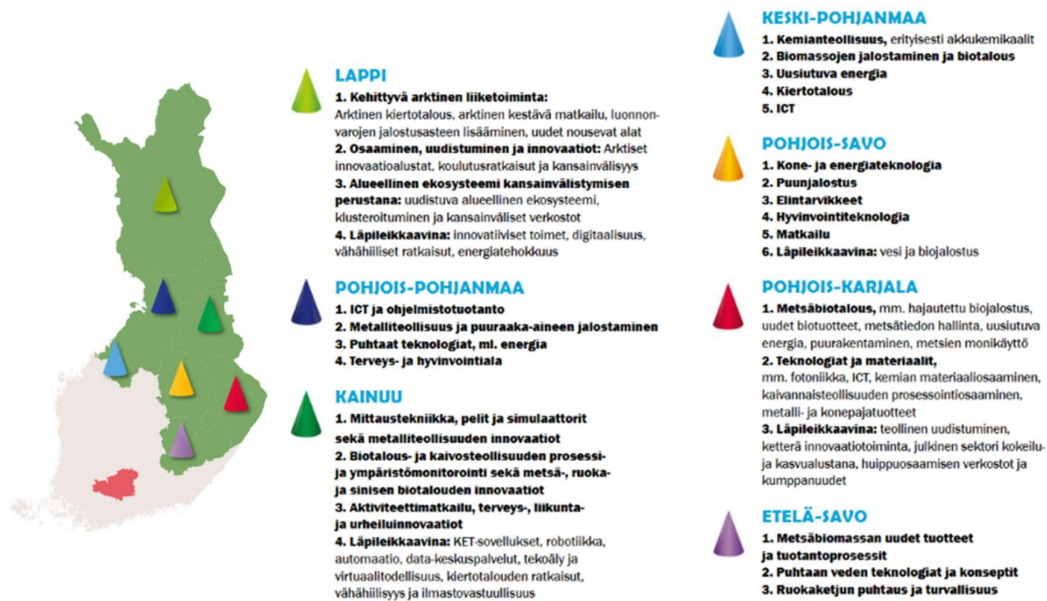 LAPPI
1. Kehittyvä arktinen liiketoiminta:
Arktinen kiertotalous, arktinen kestävä matkailu, luonnon-
varojen jalostusasteen lisääminen, uudet nousevat alat
2. Osaaminen, uudistuminen ja innovaatiot: Arktiset
innovaatioalustat, koulutusratkaisut ja kansainvälisyys
3. Alueellinen ekosysteemi kansainvälistymisen
perustana: uudistuva alueellinen ekosysteemi,
klusteroituminen ja kansainväliset verkostot
4. Läpileikkaavina: innovatiiviset toimet, digitaalisuus,
vähähiiliset ratkaisut, energiatehokkuus
POHJOIS-POHJANMAA
1. ICT ja ohjelmistotuotanto
2. Metalliteollisuus ja puuraaka-aineen jalostaminen
3. Puhtaat teknologiat, ml. energia
4. Terveys- ja hyvinvointiala
KAINUU
1. Mittaustekniikka, pelit ja simulaattorit
sekä metalliteollisuuden innovaatiot
2. Biotalous- ja kaivosteollisuuden prosessi-
ja ympäristömonitorointi sekä metsä-, ruoka-
ja sinisen biotalouden innovaatiot
3. Aktiviteettimatkailu, terveys-, liikunta-
ja urheiluinnovaatiot
4. Läpileikkaavina: KET-sovellukset, robotiikka,
automaatio, data-keskuspalvelut, tekoäly ja
virtuaalitodellisuus, kiertotalouden ratkaisut,
vähähiilisyys ja ilmastovastuullisuus
KESKI-POHJANMAA
1. Kemianteollisuus, erityisesti akkukemikaalit
2. Biomassojen jalostaminen ja biotalous
3. Uusiutuva energia
4. Kiertotalous
5. ICT
POHJOIS-SAVO
1. Kone- ja energiateknologia
2. Puunjalostus
3. Elintarvikkeet
4. Hyvinvointiteknologia
5. Matkailu
6. Läpileikkaavina: vesi ja biojalostus
POHJOIS-KARJALA
1. Metsäbiotalous, mm. hajautettu biojalostus,
uudet biotuotteet, metsätiedon hallinta, uusiutuva
energia, puurakentaminen, metsien monikäyttö
2. Teknologiat ja materiaalit,
mm. fotoniikka, ICT, kemian materiaaliosaaminen,
kaivannaisteollisuuden prosessointiosaaminen,
metalli- ja konepajatuotteet
3. Läpileikkaavina: teollinen uudistuminen,
ketterä innovaatiotoiminta, julkinen sektori kokeilu-
ja kasvualustana, huippuosaamisen verkostot ja
kumppanuudet
ETELÄ-SAVO
1. Metsäbiomassan uudet tuotteet
ja tuotantoprosessit
2. Puhtaan veden teknologiat ja konseptit
3. Ruokaketjun puhtaus ja turvallisuus